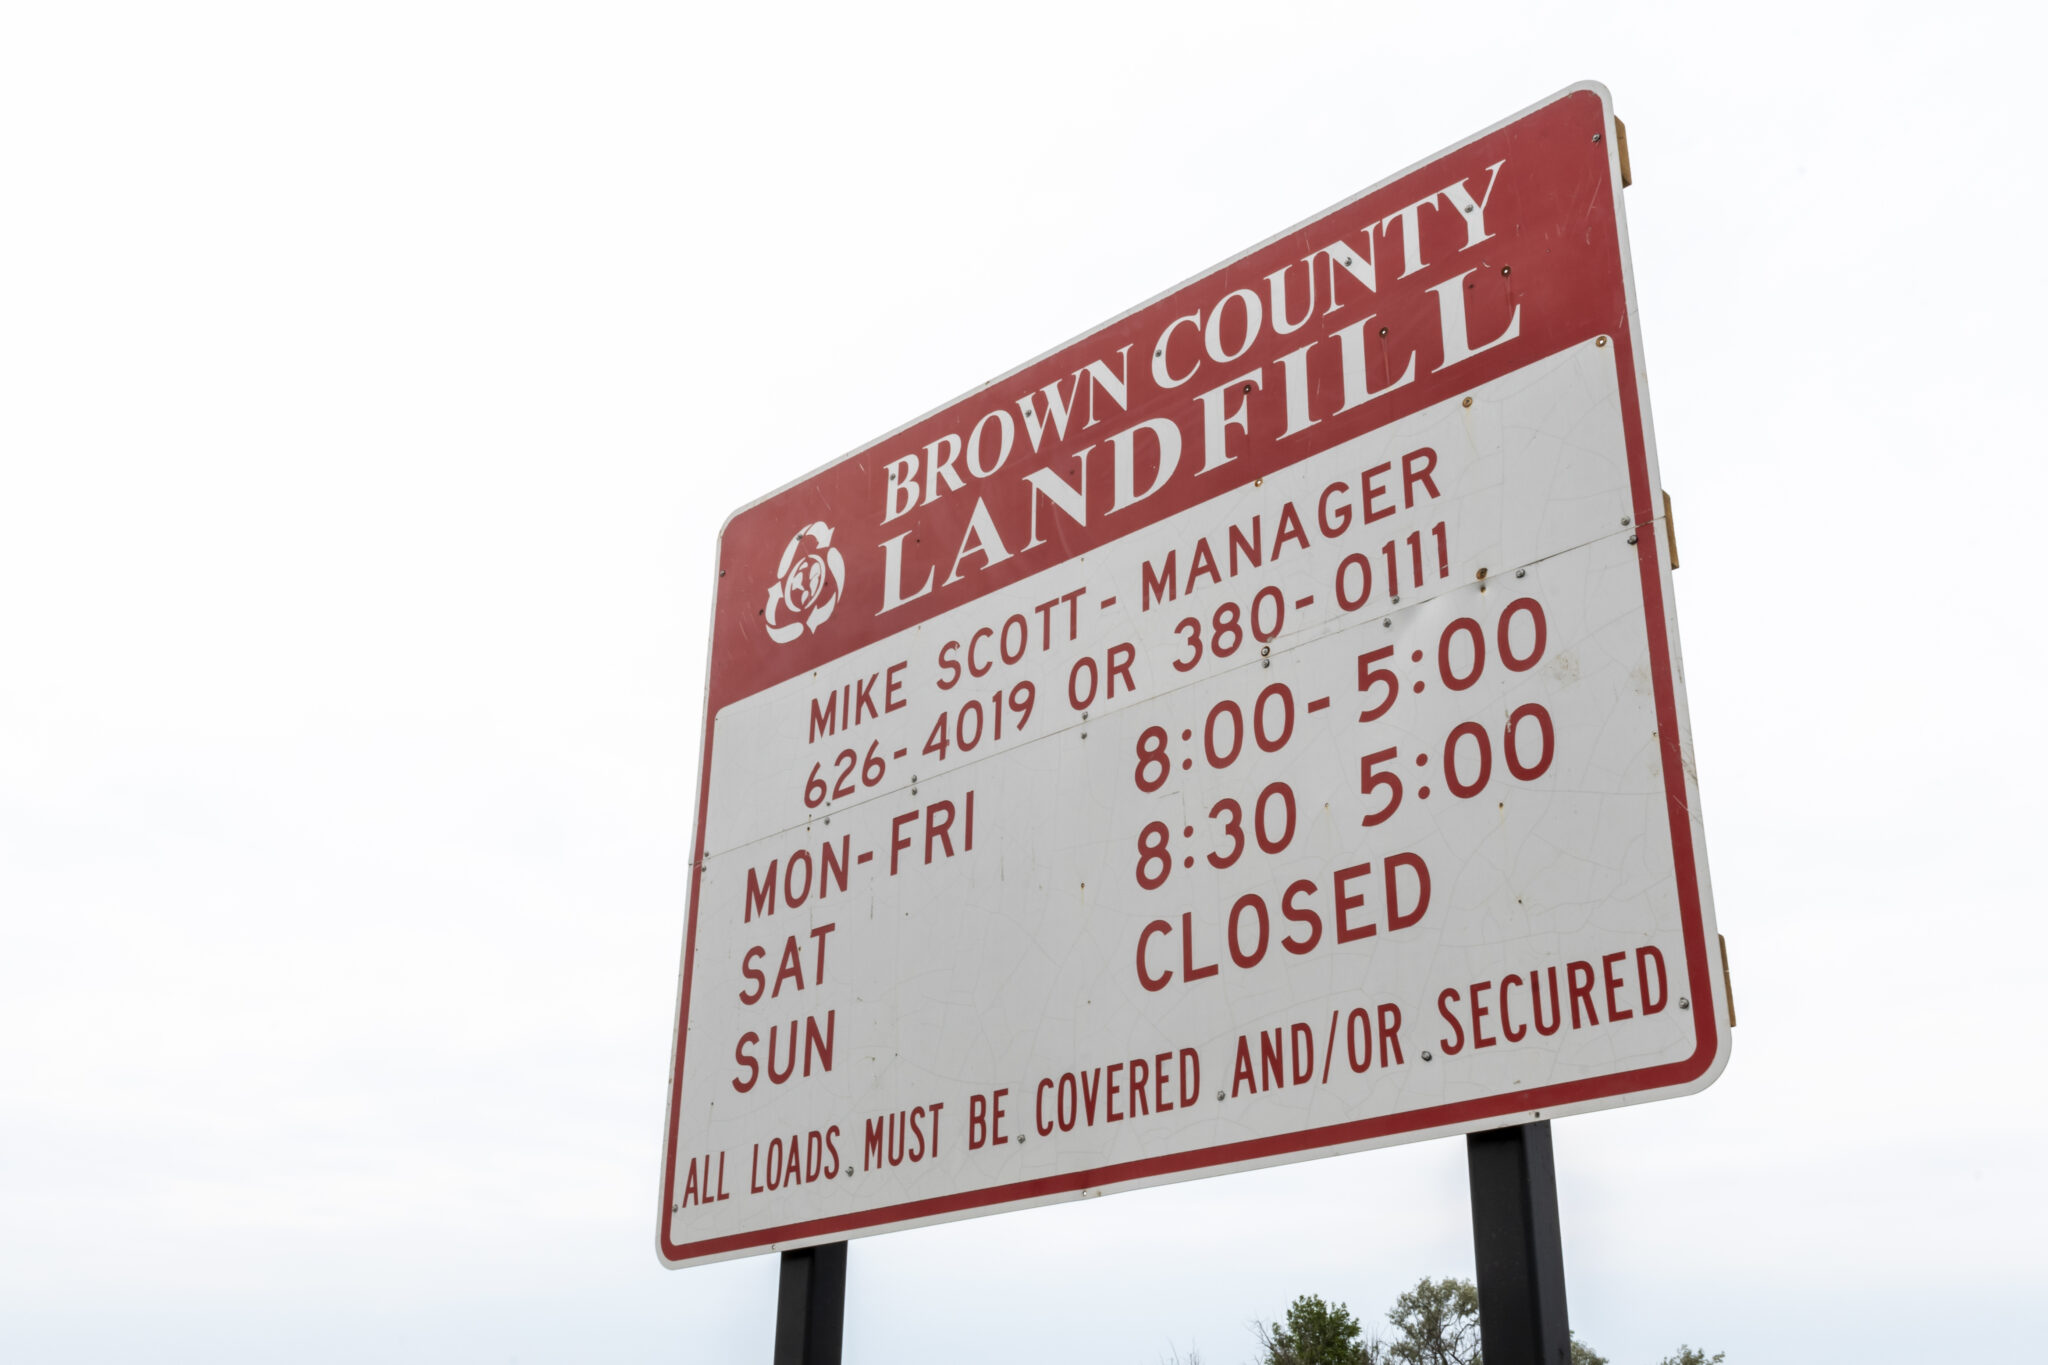 BROWN COUNTY
LANDFILL
MIKE SCOTT - MANAGER
626-4019 OR 380-0111
MON-FRI 8:00-5:00
SAT 8:30 5:00
SUN CLOSED
ALL LOADS MUST BE COVERED AND/OR SECURED